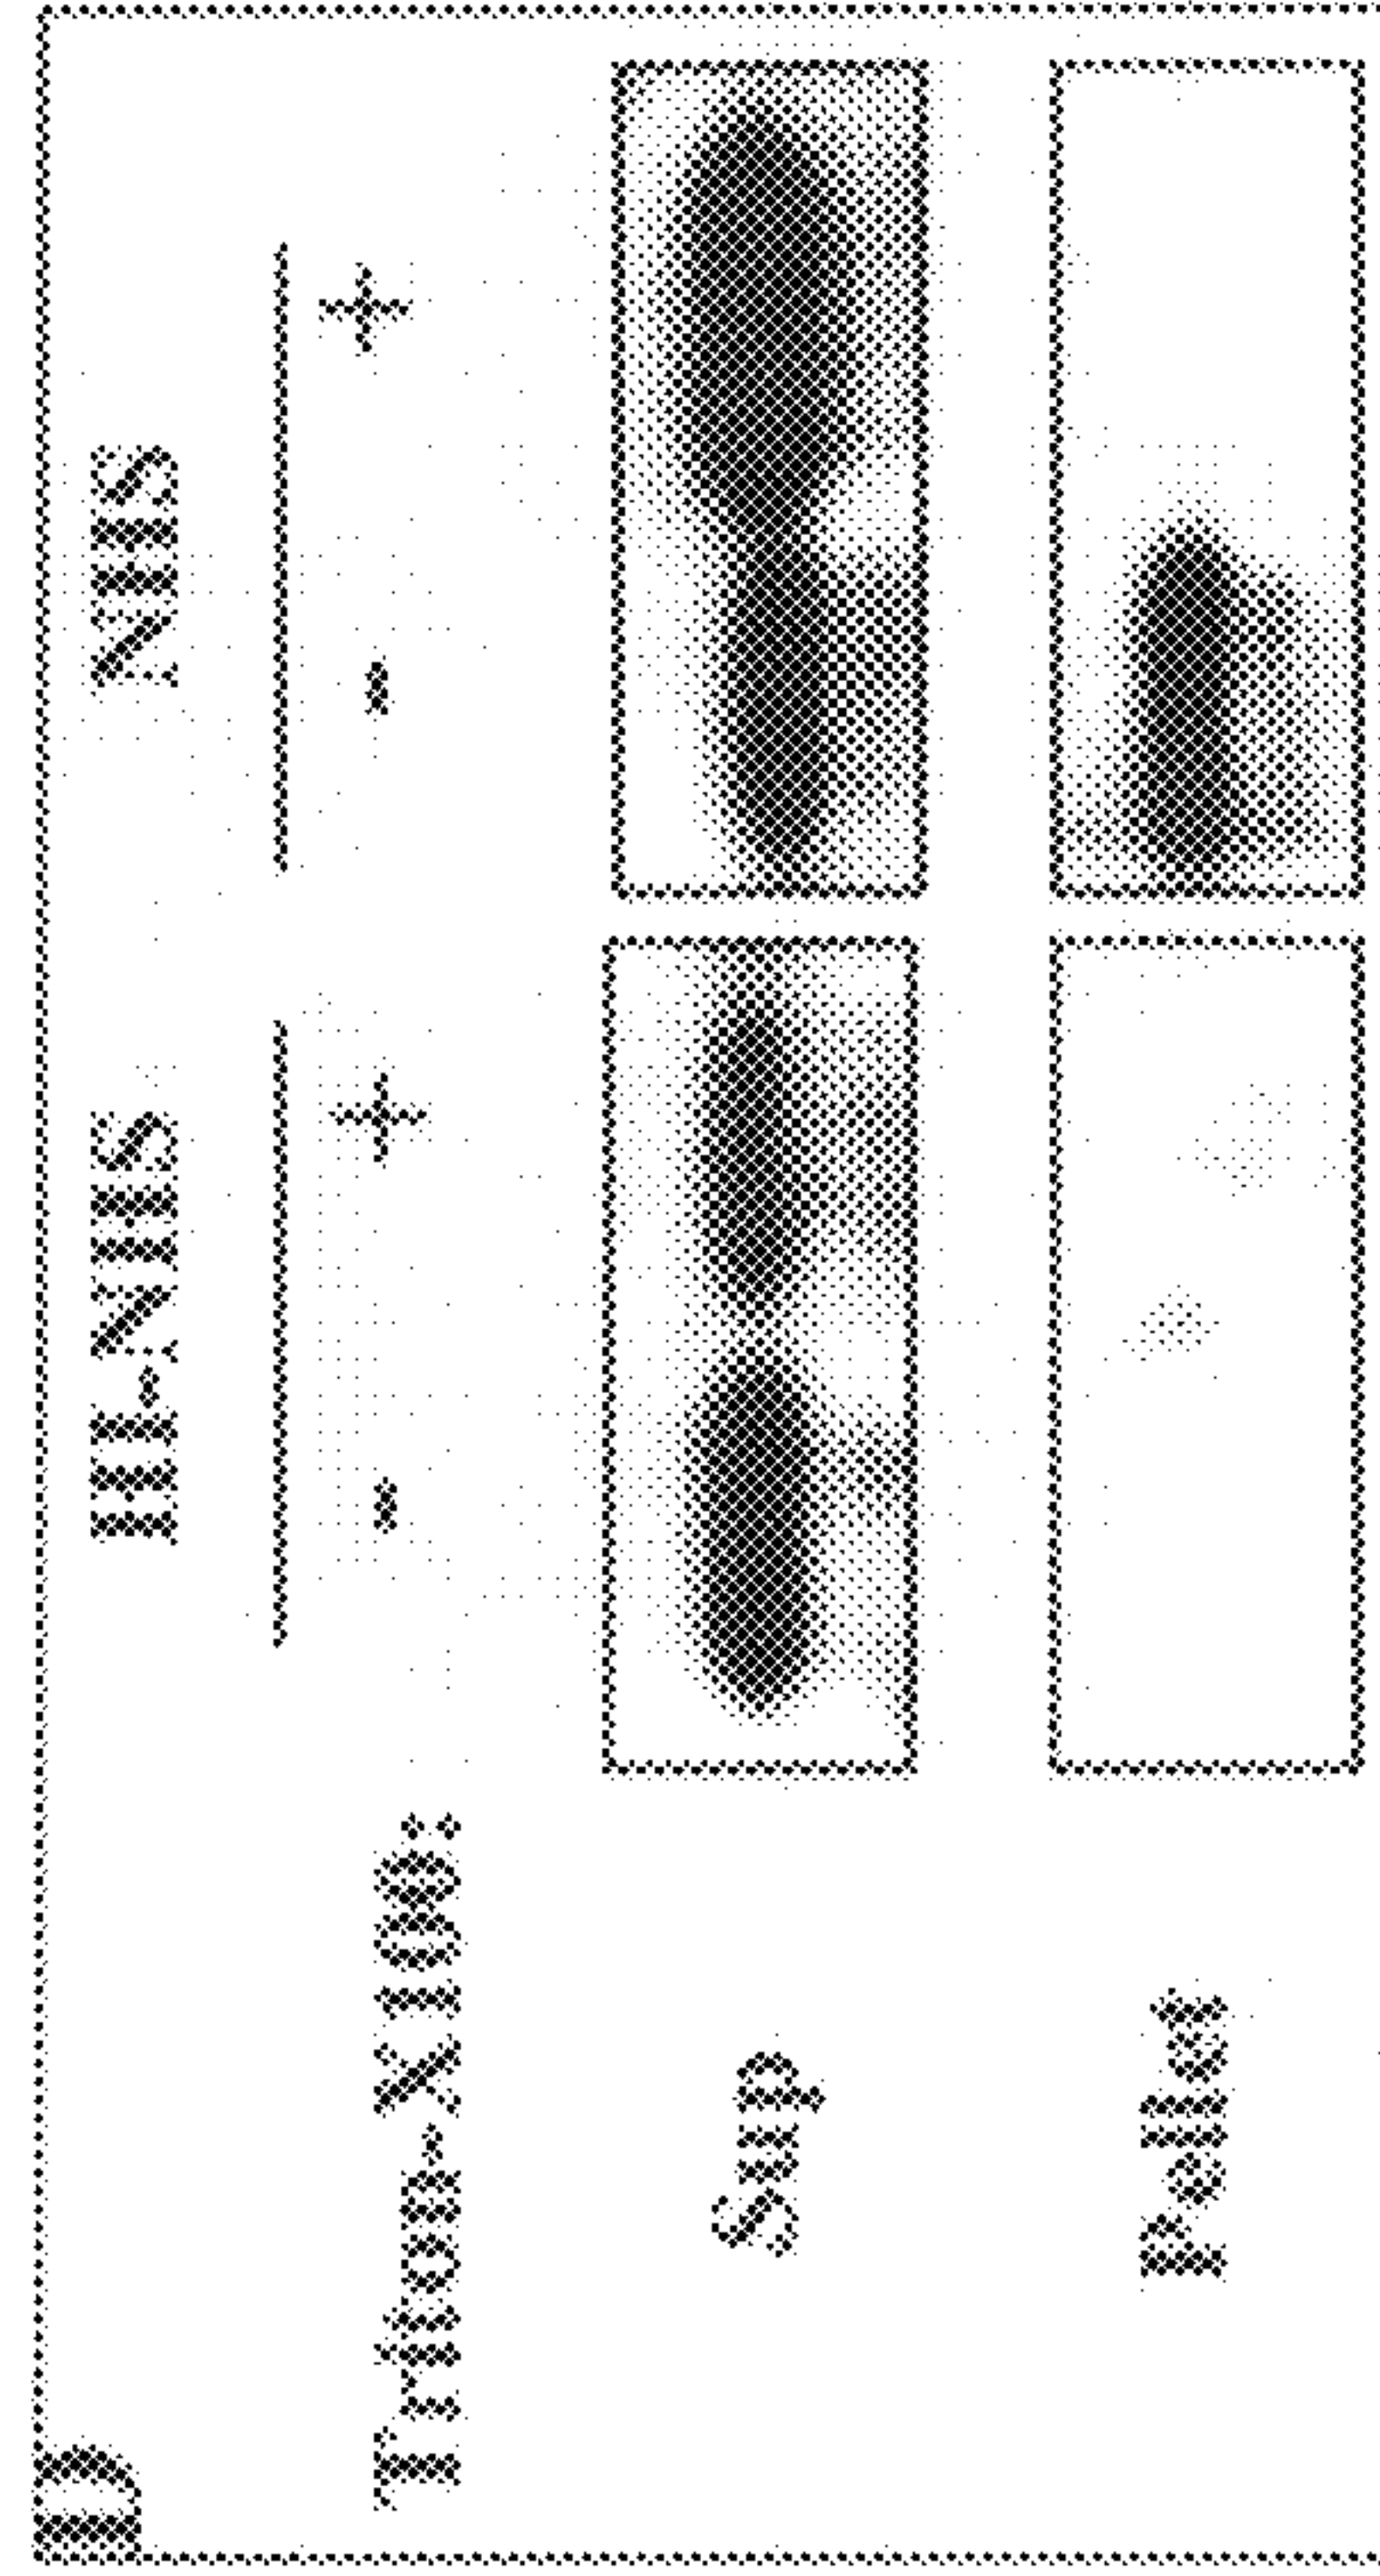 D
HI-NHS NHS
Triton-X 100: - + - +
Sup
Pellet